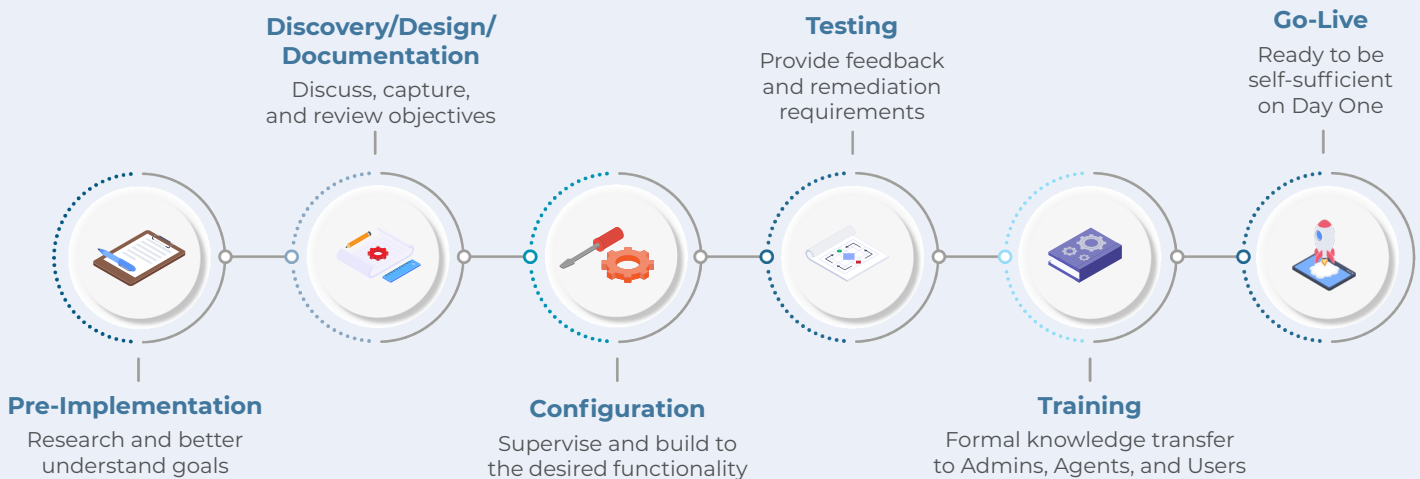 Pre-Implementation
Research and better
understand goals
Discovery/Design/
Documentation
Discuss, capture,
and review objectives
Configuration
Supervise and build to
the desired functionality
Testing
Provide feedback
and remediation
requirements
Training
Formal knowledge transfer
to Admins, Agents, and Users
Go-Live
Ready to be
self-sufficient
on Day One